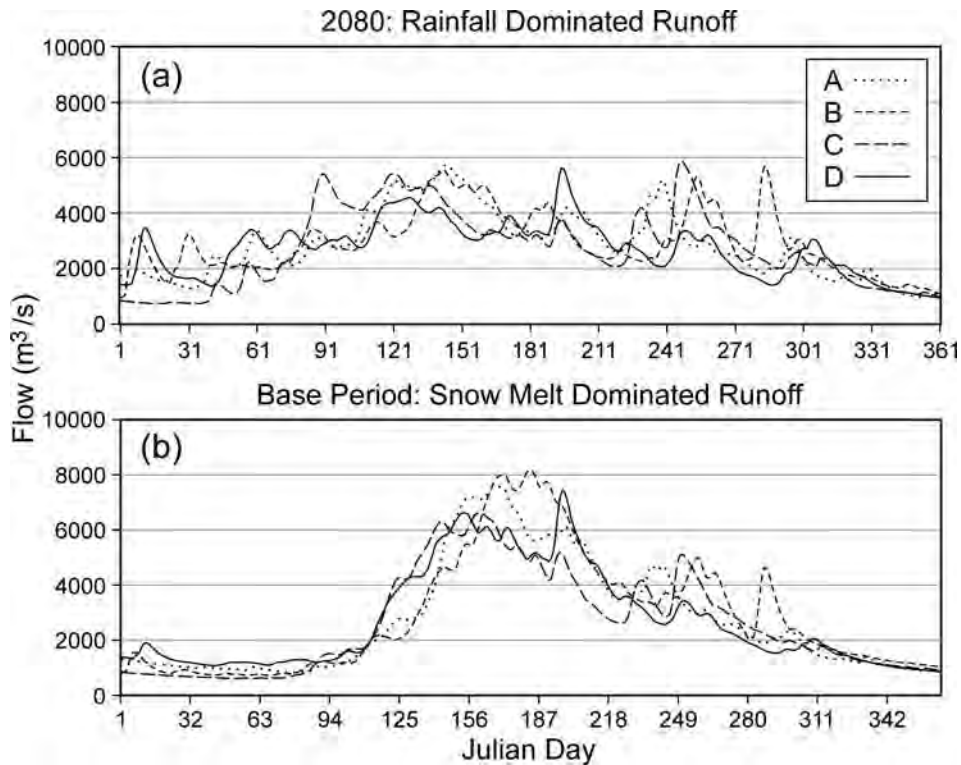 2080: Rainfall Dominated Runoff
10000
8000
6000
4000
2000
0
(a)
A
B
C
D
1 31 61 91 121 151 181 211 241 271 301 331 361
Flow (m³/s)
Base Period: Snow Melt Dominated Runoff
10000
8000
6000
4000
2000
0
(b)
1 32 63 94 125 156 187 218 249 280 311 342
Julian Day